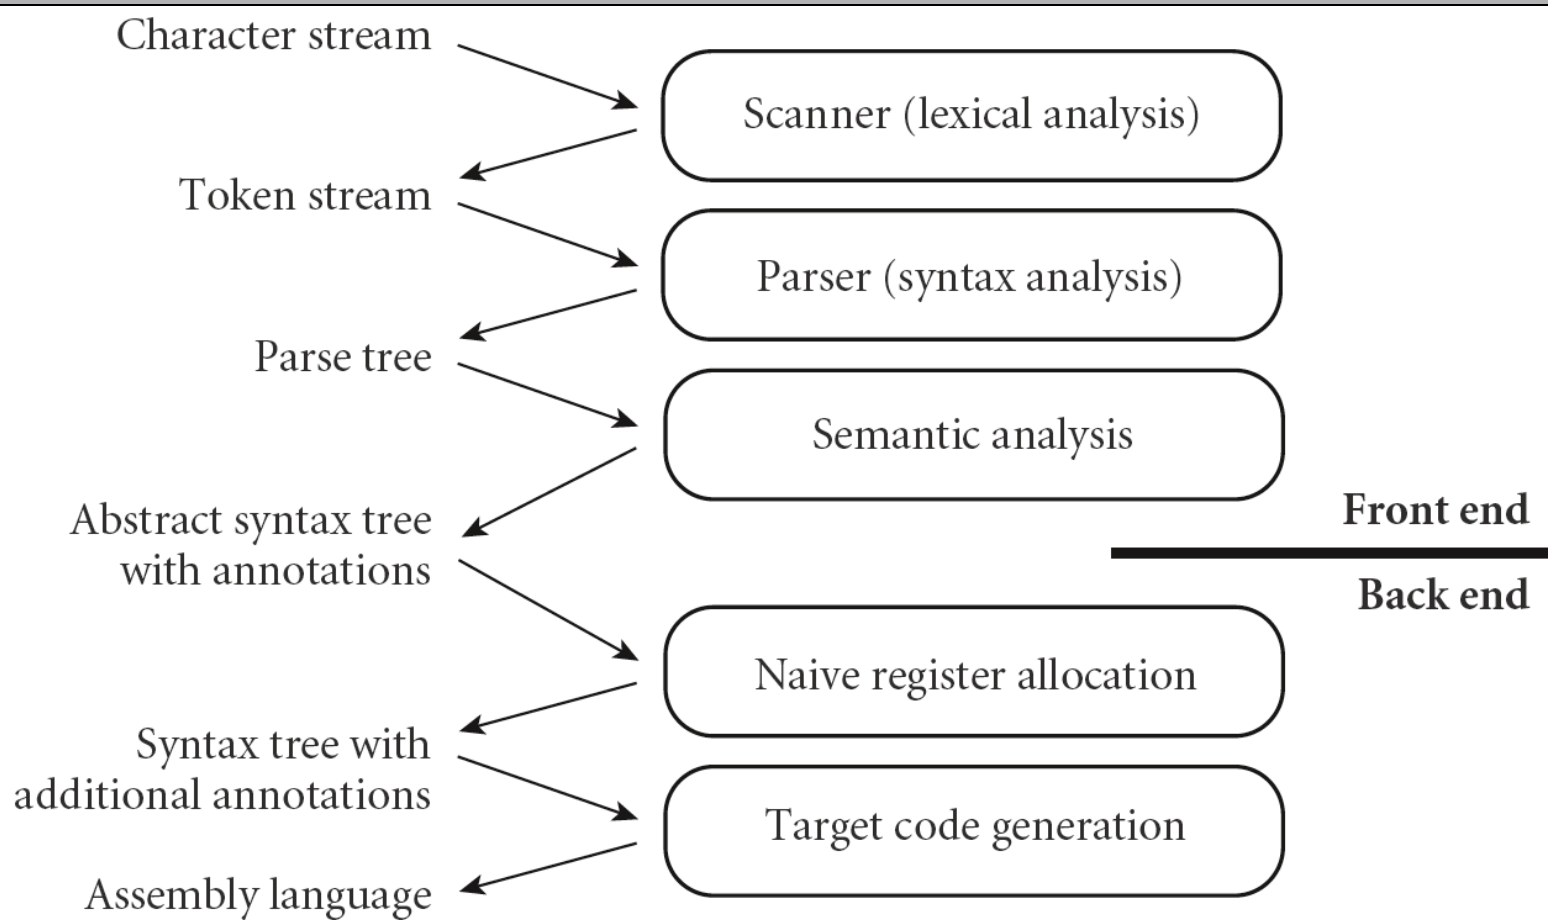 Character stream
Scanner (lexical analysis)
Token stream
Parser (syntax analysis)
Parse tree
Semantic analysis
Abstract syntax tree
with annotations
Front end
Back end
Naive register allocation
Syntax tree with
additional annotations
Target code generation
Assembly language